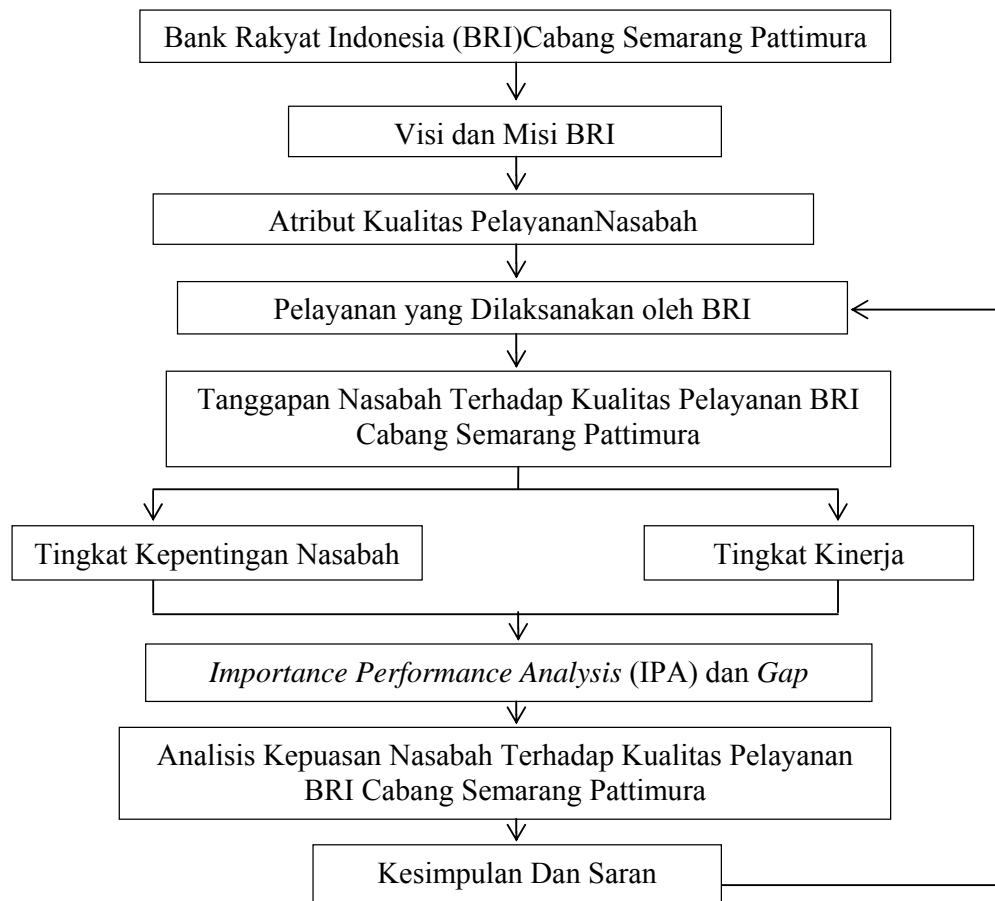 Bank Rakyat Indonesia (BRI)Cabang Semarang Pattimura
Visi dan Misi BRI
Atribut Kualitas PelayananNasabah
Pelayanan yang Dilaksanakan oleh BRI
Tanggapan Nasabah Terhadap Kualitas Pelayanan BRI
Cabang Semarang Pattimura
Tingkat Kepentingan Nasabah
Tingkat Kinerja
Importance Performance Analysis (IPA) dan Gap
Analisis Kepuasan Nasabah Terhadap Kualitas Pelayanan
BRI Cabang Semarang Pattimura
Kesimpulan Dan Saran